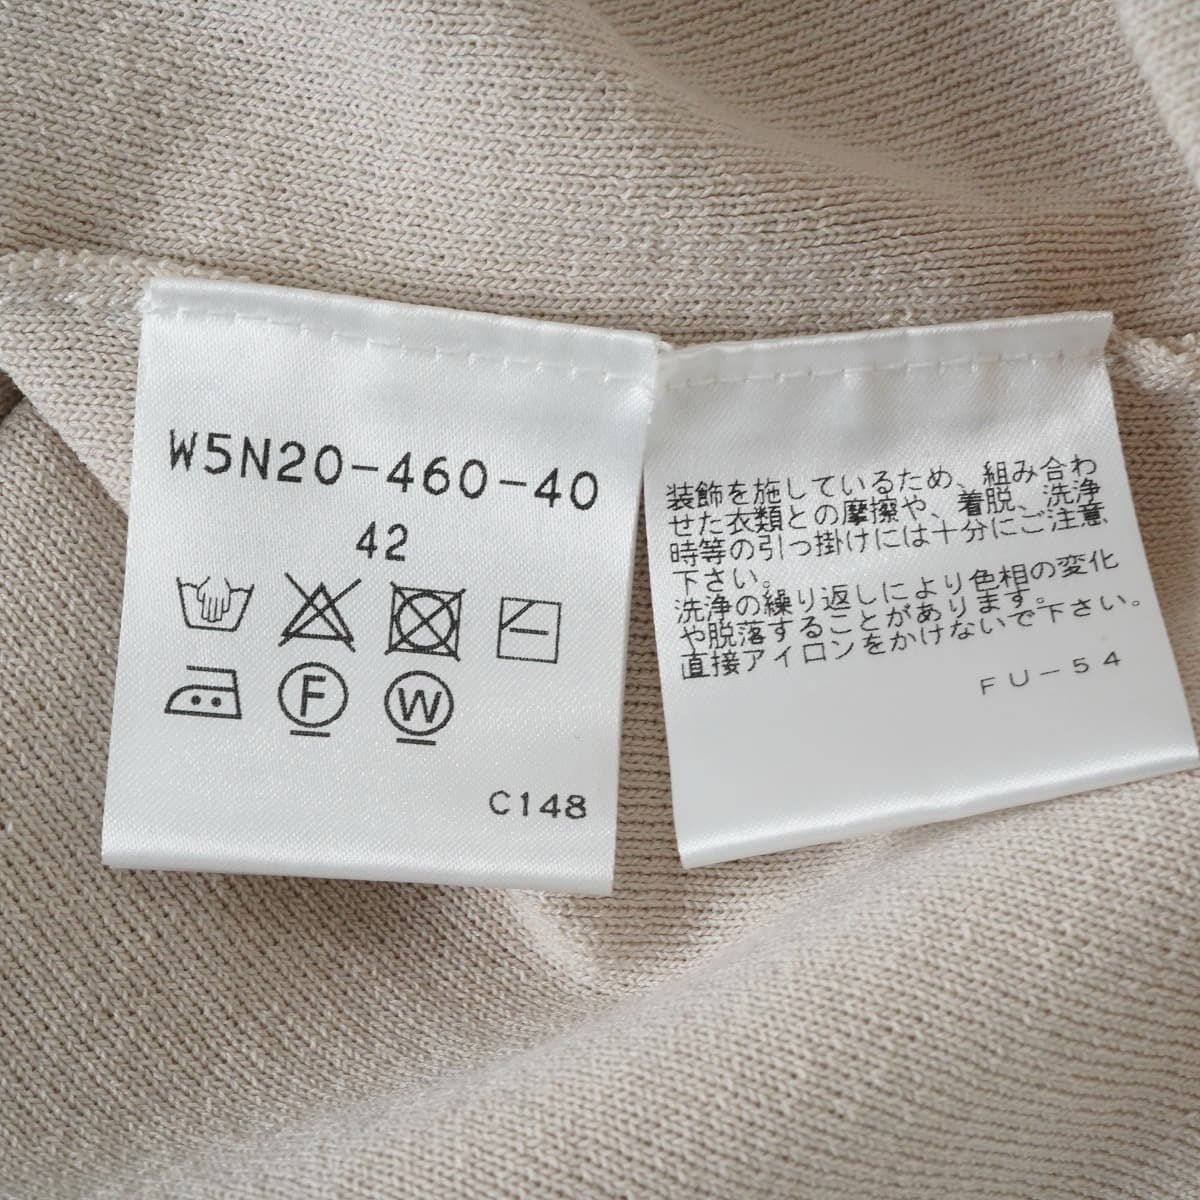 W5N20-460-40
42
F W
C148
装飾を施しているため、組み合わ
せた衣類との摩擦や、着脱、洗浄
時等の引っ掛けには十分にご注意
下さい。
洗浄の繰り返しにより色相の変化
や脱落することがあります。
直接アイロンをかけないで下さい。
FU-54